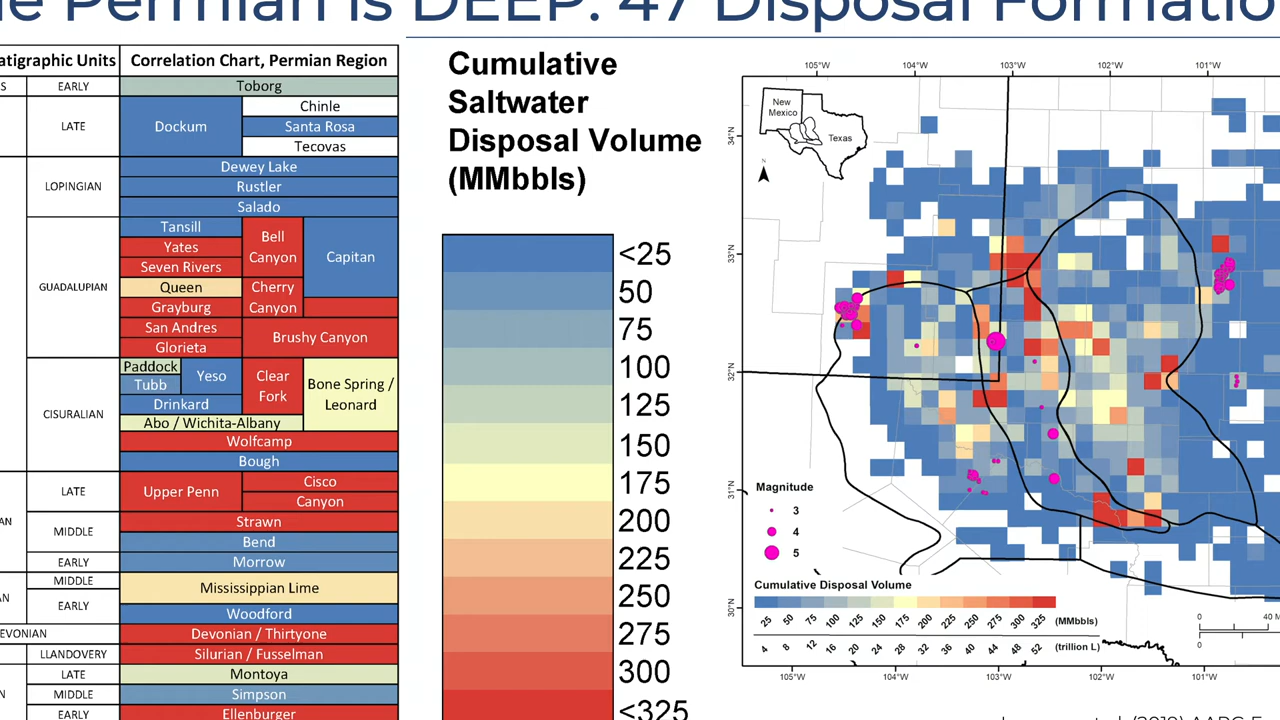 he Permian is DEEP: 47 Disposal Formatio
atigraphic Units
Correlation Chart, Permian Region
S
EARLY
Toborg
LATE
Dockum
Chinle
Santa Rosa
Tecovas
LOPINGIAN
Dewey Lake
Rustler
Salado
GUADALUPIAN
Tansill
Yates
Seven Rivers
Queen
Grayburg
San Andres
Glorieta
Bell
Canyon
Cherry
Canyon
Capitan
Brushy Canyon
CISURALIAN
Paddock
Tubb
Yeso
Drinkard
Clear
Fork
Bone Spring /
Leonard
Abo / Wichita-Albany
Wolfcamp
Bough
LATE
Upper Penn
Cisco
Canyon
AN
MIDDLE
Strawn
Bend
EARLY
Morrow
AN
MIDDLE
Mississippian Lime
EARLY
Woodford
EVONIAN
Devonian / Thirtyone
LLANDOVERY
Silurian / Fusselman
N
LATE
Montoya
MIDDLE
Simpson
EARLY
Ellenburger
Cumulative
Saltwater
Disposal Volume
(MMbbls)
<25
50
75
100
125
150
175
200
225
250
275
300
<325
105°W
104°W
103°W
102°W
101°W
34°N
33°N
32°N
31°N
30°N
New
Mexico
Texas
N
Magnitude
3
4
5
Cumulative Disposal Volume
25 50 75 100 125 150 175 200 225 250 275 300 325 (MMbbls)
4 8 12 16 20 24 28 32 36 40 44 48 52 (trillion L)
0 40 M
0
105°W
104°W
103°W
102°W
101°W